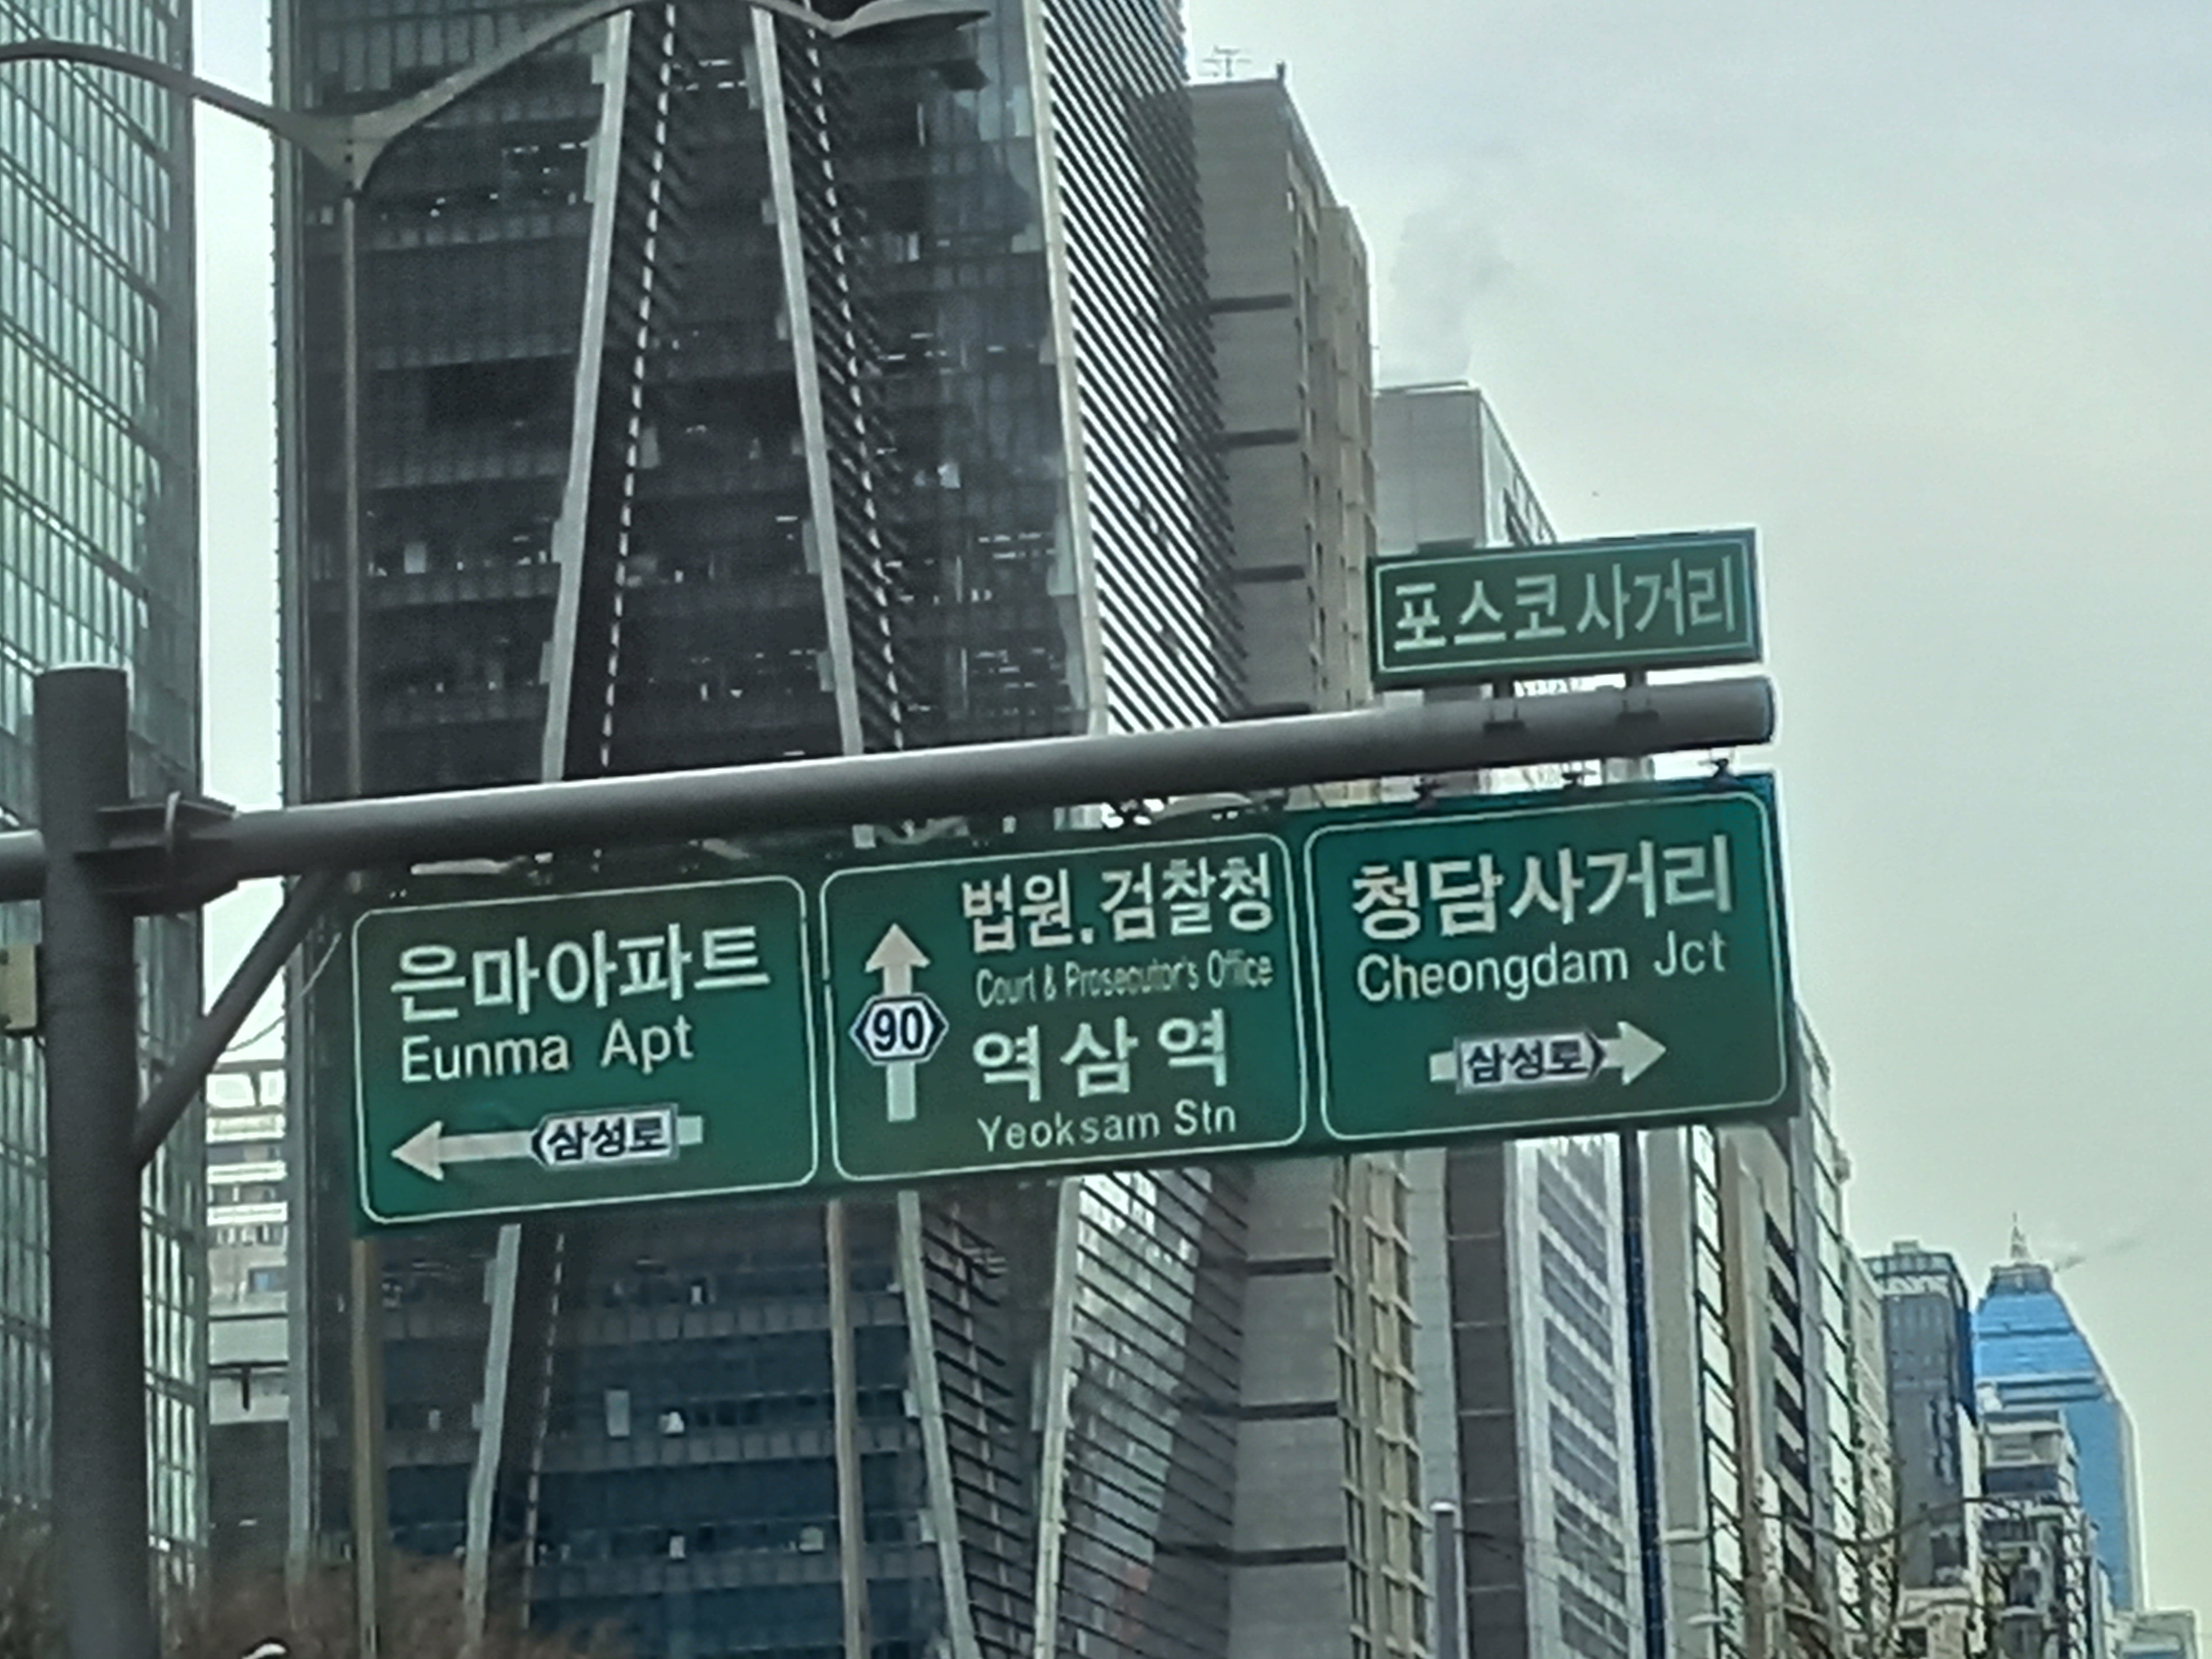 포스코사거리
은마아파트
Eunma Apt
삼성로
법원.검찰청
Court & Prosecutor's Office
90
역삼역
Yeoksam Stn
청담사거리
Cheongdam Jct
삼성로